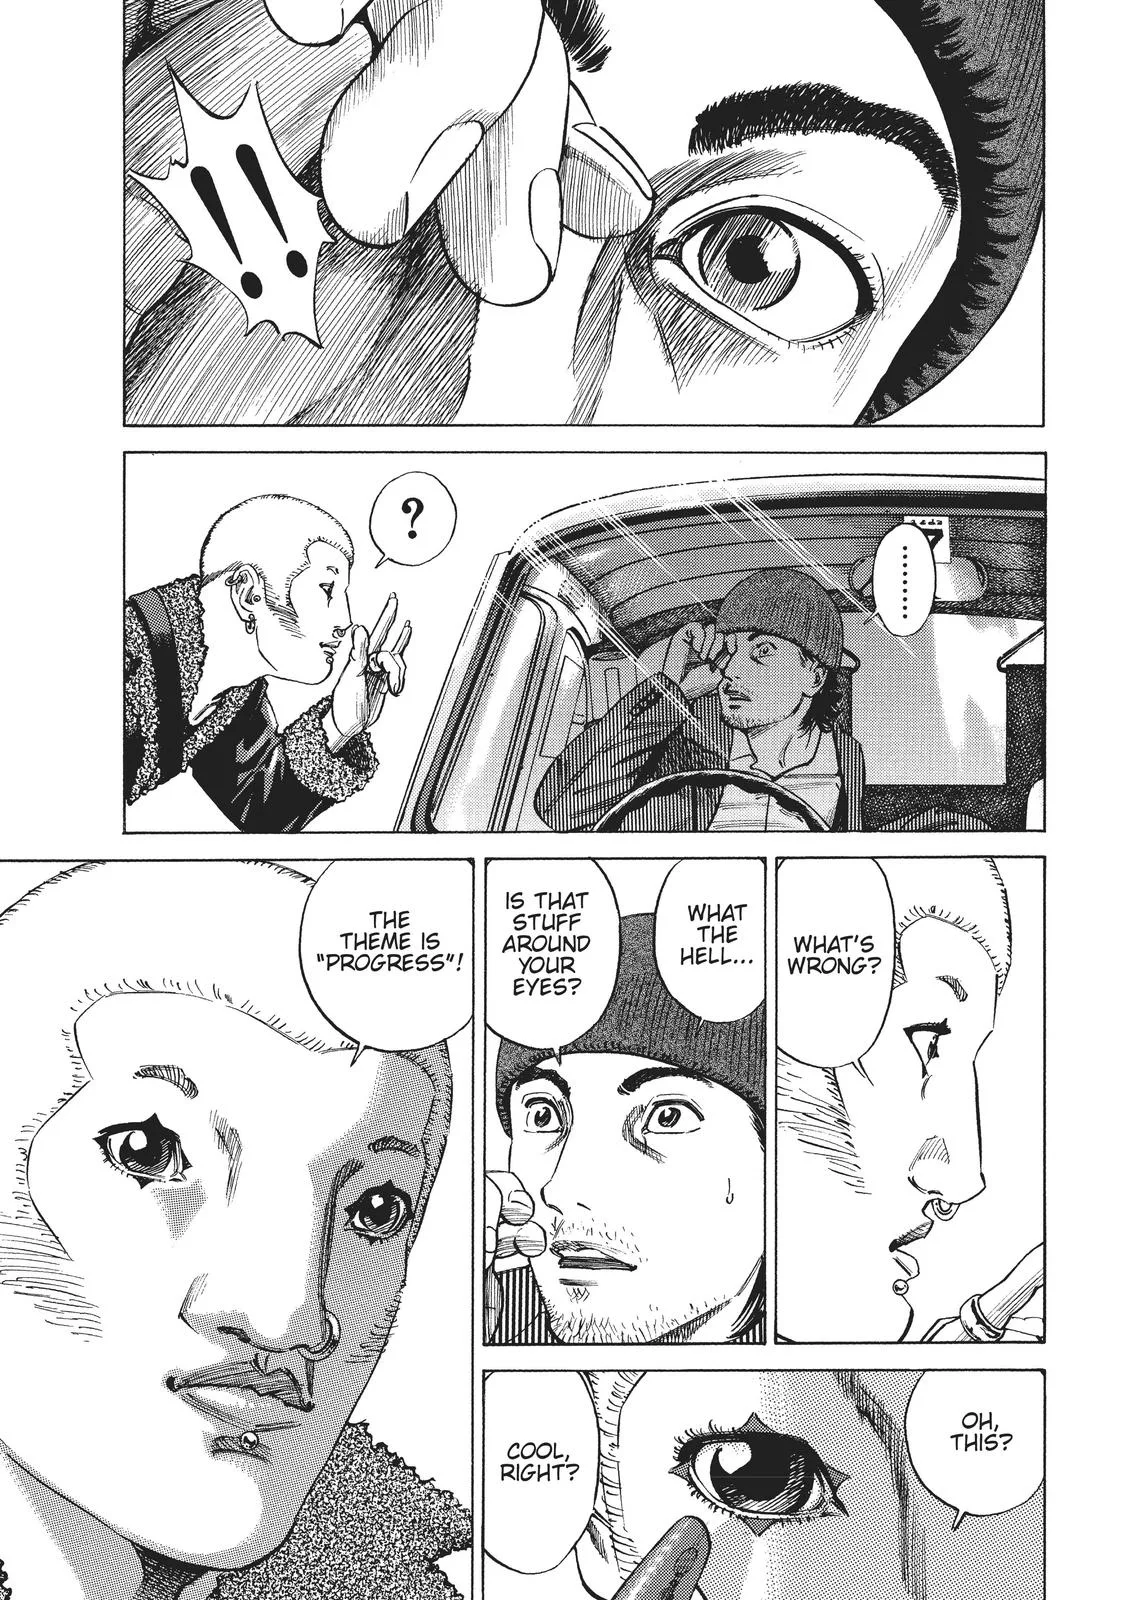 !!
?
.........
WHAT'S
WRONG?
WHAT
THE
HELL...
IS THAT
STUFF
AROUND
YOUR
EYES?
OH,
THIS?
COOL,
RIGHT?
THE
THEME IS
"PROGRESS"!